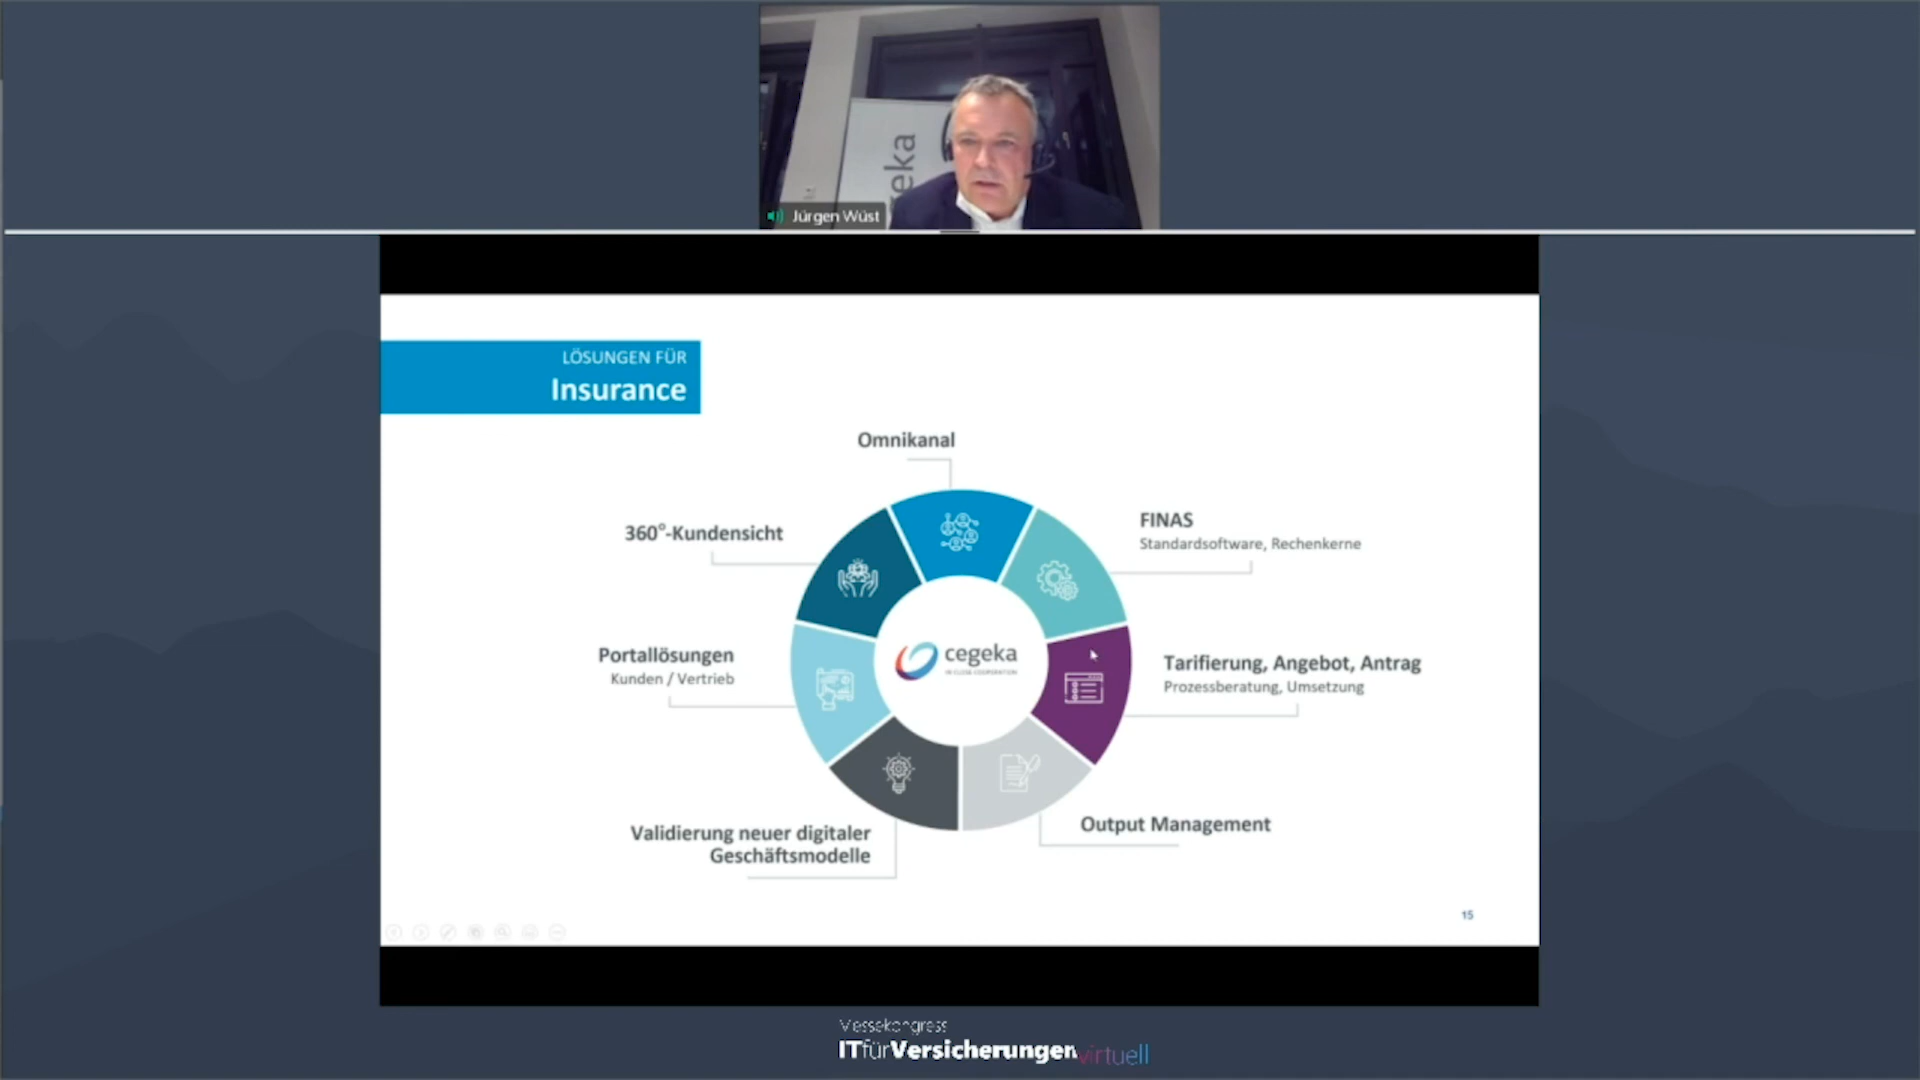 geka
Jürgen Wüst
LÖSUNGEN FÜR
Insurance
Omnikanal
360°-Kundensicht
FINAS
Standardsoftware, Rechenkerne
Portallösungen
Kunden / Vertrieb
cegeka
IN CLOSE COOPERATION
Tarifierung, Angebot, Antrag
Prozessberatung, Umsetzung
Validierung neuer digitaler
Geschäftsmodelle
Output Management
15
Messekongress
ITfürVersicherungen virtuell